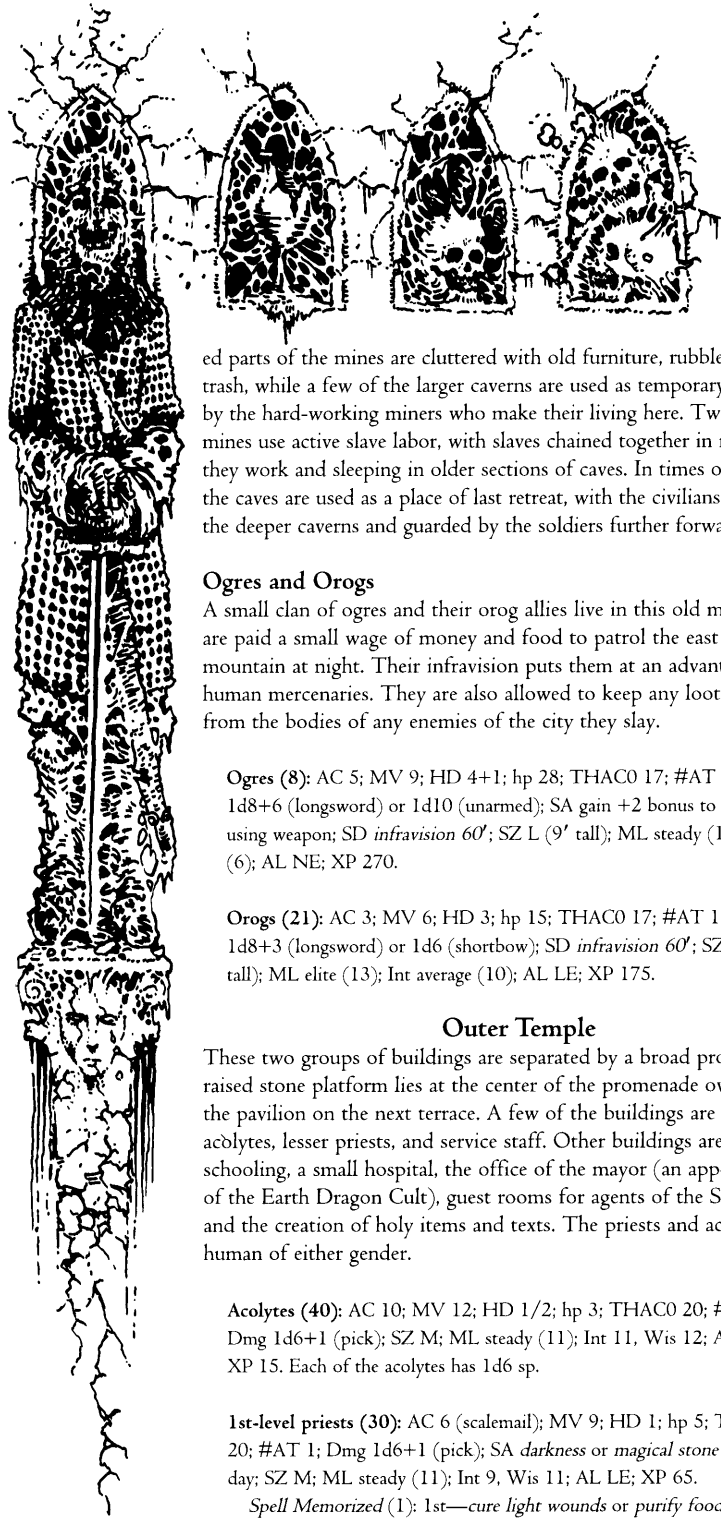 ed parts of the mines are cluttered with old furniture, rubble
trash, while a few of the larger caverns are used as temporary
by the hard-working miners who make their living here. Tw
mines use active slave labor, with slaves chained together in
they work and sleeping in older sections of caves. In times o
the caves are used as a place of last retreat, with the civilians
the deeper caverns and guarded by the soldiers further forwa
Ogres and Orogs
A small clan of ogres and their orog allies live in this old m
are paid a small wage of money and food to patrol the east
mountain at night. Their infravision puts them at an advan
human mercenaries. They are also allowed to keep any loot
from the bodies of any enemies of the city they slay.
Ogres (8): AC 5; MV 9; HD 4+1; hp 28; THAC0 17; #AT
1d8+6 (longsword) or 1d10 (unarmed); SA gain +2 bonus to
using weapon; SD infravision 60'; SZ L (9' tall); ML steady (1
(6); AL NE; XP 270.
Orogs (21): AC 3; MV 6; HD 3; hp 15; THAC0 17; #AT 1
1d8+3 (longsword) or 1d6 (shortbow); SD infravision 60'; SZ
tall); ML elite (13); Int average (10); AL LE; XP 175.
Outer Temple
These two groups of buildings are separated by a broad pro
raised stone platform lies at the center of the promenade ov
the pavilion on the next terrace. A few of the buildings are
acolytes, lesser priests, and service staff. Other buildings are
schooling, a small hospital, the office of the mayor (an app
of the Earth Dragon Cult), guest rooms for agents of the S
and the creation of holy items and texts. The priests and ac
human of either gender.
Acolytes (40): AC 10; MV 12; HD 1/2; hp 3; THAC0 20; #
Dmg 1d6+1 (pick); SZ M; ML steady (11); Int 11, Wis 12; A
XP 15. Each of the acolytes has 1d6 sp.
1st-level priests (30): AC 6 (scalemail); MV 9; HD 1; hp 5; T
20; #AT 1; Dmg 1d6+1 (pick); SA darkness or magical stone
day; SZ M; ML steady (11); Int 9, Wis 11; AL LE; XP 65.
Spell Memorized (1): 1st—cure light wounds or purify food